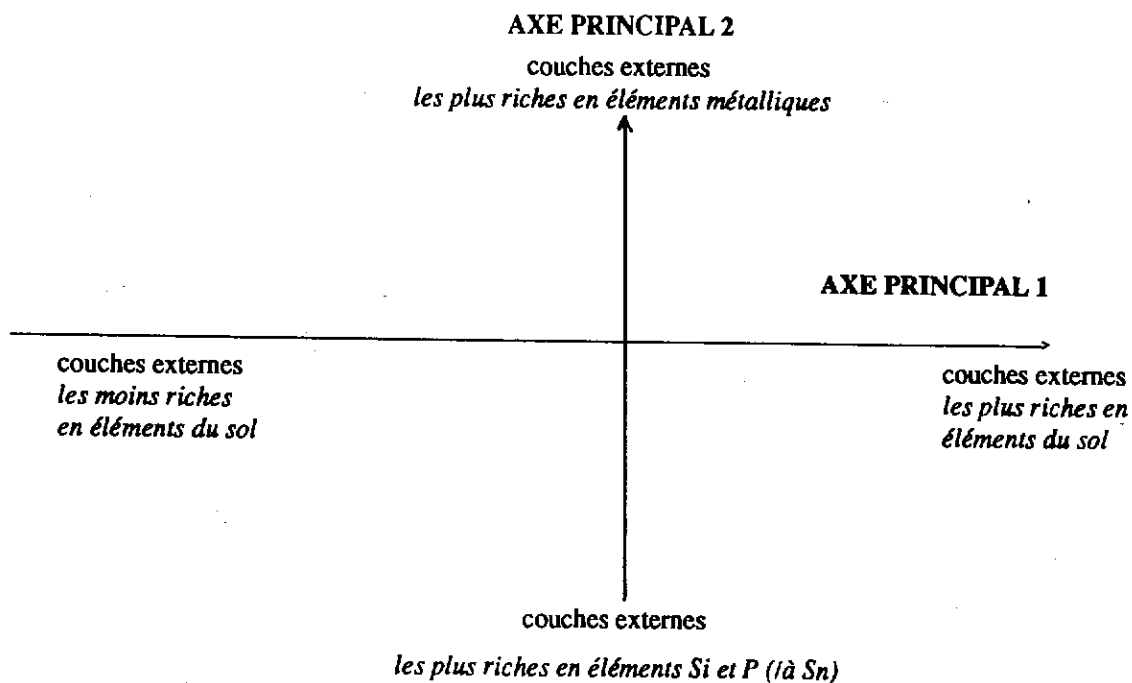 AXE PRINCIPAL 2
couches externes
les plus riches en éléments métalliques
AXE PRINCIPAL 1
couches externes
les moins riches
en éléments du sol
couches externes
les plus riches en
éléments du sol
couches externes
les plus riches en éléments Si et P (/à Sn)